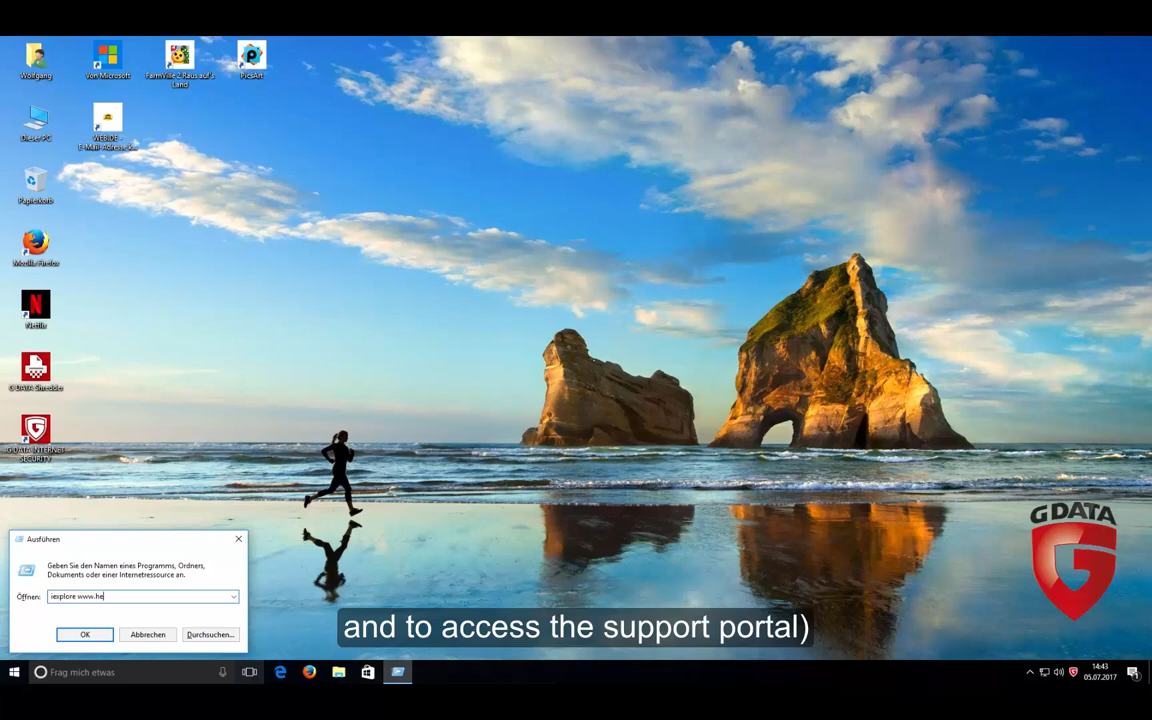 Wolfgang
Von Microsoft
FarmVille 2 Raus auf's
Land
PicsArt
Dieser PC
WEB.DE -
E-Mail-Adresse k...
Papierkorb
Mozilla Firefox
Netflix
G DATA Shredder
G DATA INTERNET
SECURITY
G DATA
Ausführen
Geben Sie den Namen eines Programms, Ordners,
Dokuments oder einer Internetressource an.
Öffnen:
iexplore www.he
OK
Abbrechen
Durchsuchen...
and to access the support portal)
Frag mich etwas
14:43
05.07.2017